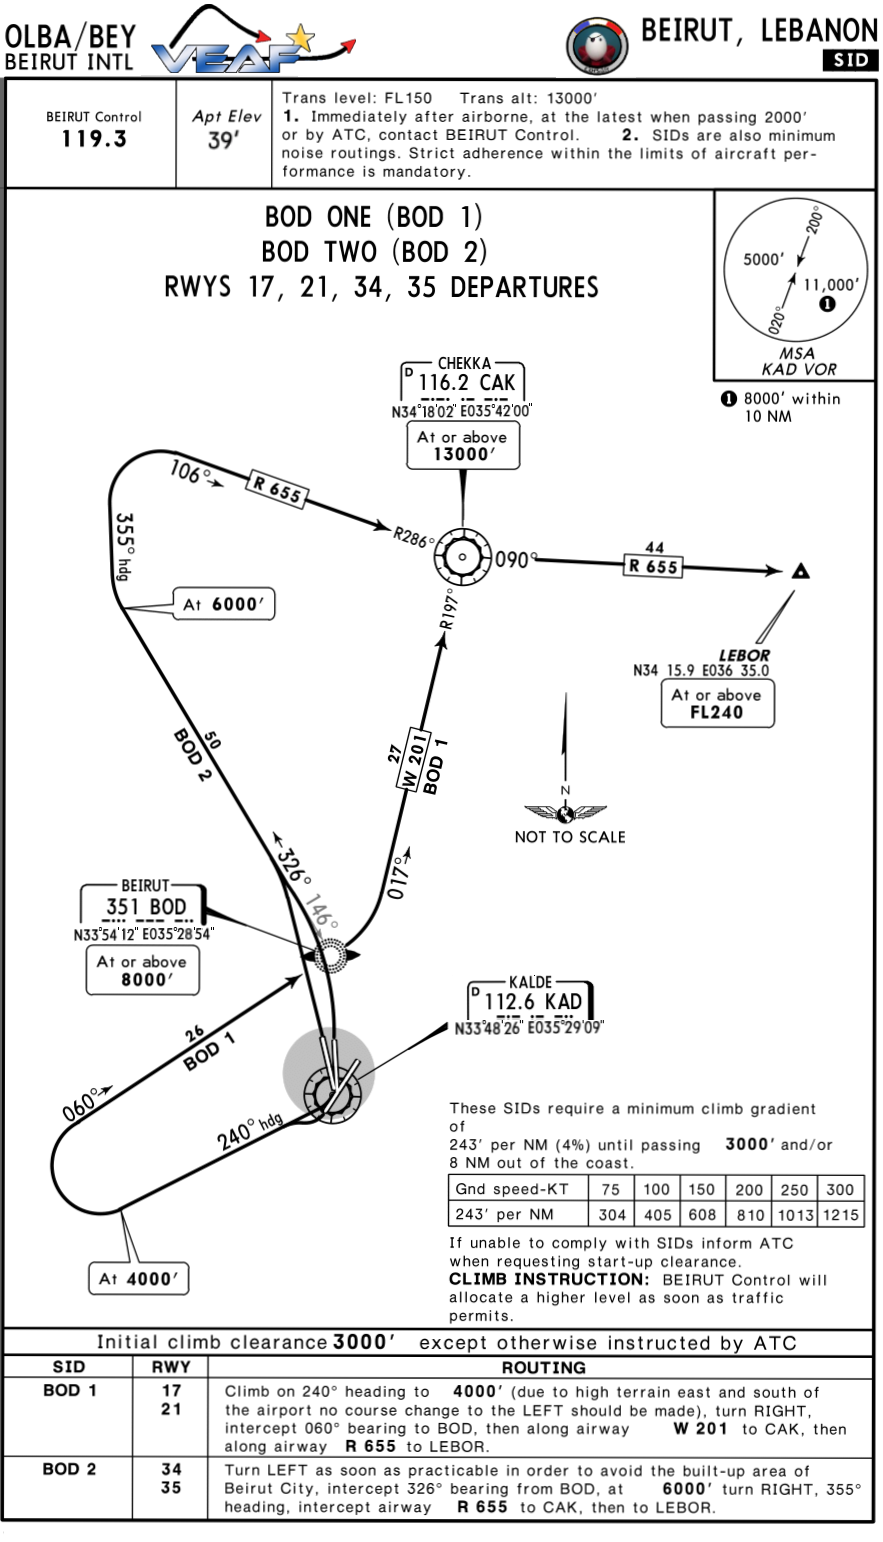 OLBA/BEY
BEIRUT INTL
VEAF
BEIRUT, LEBANON
SID
BEIRUT Control
119.3
Apt Elev
39'
Trans level: FL150 Trans alt: 13000'
1. Immediately after airborne, at the latest when passing 2000'
or by ATC, contact BEIRUT Control. 2. SIDs are also minimum
noise routings. Strict adherence within the limits of aircraft per-
formance is mandatory.
BOD ONE (BOD 1)
BOD TWO (BOD 2)
RWYS 17, 21, 34, 35 DEPARTURES
200°
5000'
11,000'
1
020°
MSA
KAD VOR
1 8000' within
10 NM
CHEKKA
D 116.2 CAK
N34°18'02" E035°42'00"
At or above
13000'
106°
R 655
R286°
355° hdg
090°
44
R 655
At 6000'
R197°
LEBOR
N34 15.9 E036 35.0
At or above
FL240
50
BOD 2
27
W 201
BOD 1
N
NOT TO SCALE
326°
017°
146°
BEIRUT
351 BOD
N33°54'12" E035°28'54"
At or above
8000'
KALDE
D 112.6 KAD
N33°48'26" E035°29'09"
26
BOD 1
060°
240° hdg
At 4000'
These SIDs require a minimum climb gradient
of
243' per NM (4%) until passing 3000' and/or
8 NM out of the coast.
Gnd speed-KT 75 100 150 200 250 300
243' per NM 304 405 608 810 1013 1215
If unable to comply with SIDs inform ATC
when requesting start-up clearance.
CLIMB INSTRUCTION: BEIRUT Control will
allocate a higher level as soon as traffic
permits.
Initial climb clearance 3000' except otherwise instructed by ATC
SID RWY ROUTING
BOD 1 17 Climb on 240° heading to 4000' (due to high terrain east and south of
21 the airport no course change to the LEFT should be made), turn RIGHT,
intercept 060° bearing to BOD, then along airway W 201 to CAK, then
along airway R 655 to LEBOR.
BOD 2 34 Turn LEFT as soon as practicable in order to avoid the built-up area of
35 Beirut City, intercept 326° bearing from BOD, at 6000' turn RIGHT, 355°
heading, intercept airway R 655 to CAK, then to LEBOR.